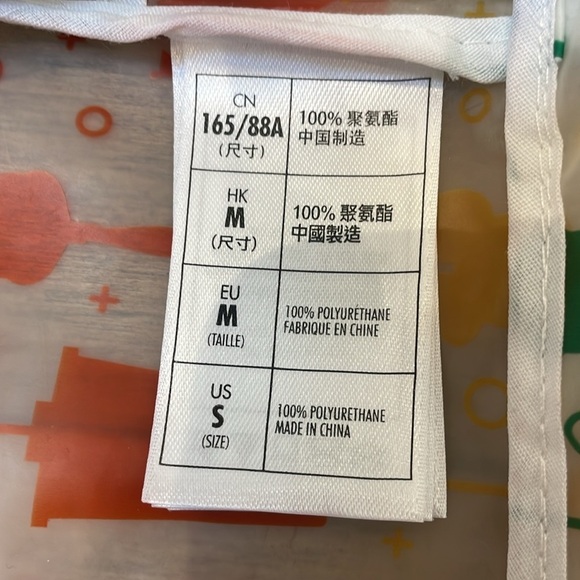 CN
165/88A
(尺寸)
100% 聚氨酯
中国制造
HK
M
(尺寸)
100% 聚氨酯
中國製造
EU
M
(TAILLE)
100% POLYURÉTHANE
FABRIQUE EN CHINE
US
S
(SIZE)
100% POLYURETHANE
MADE IN CHINA